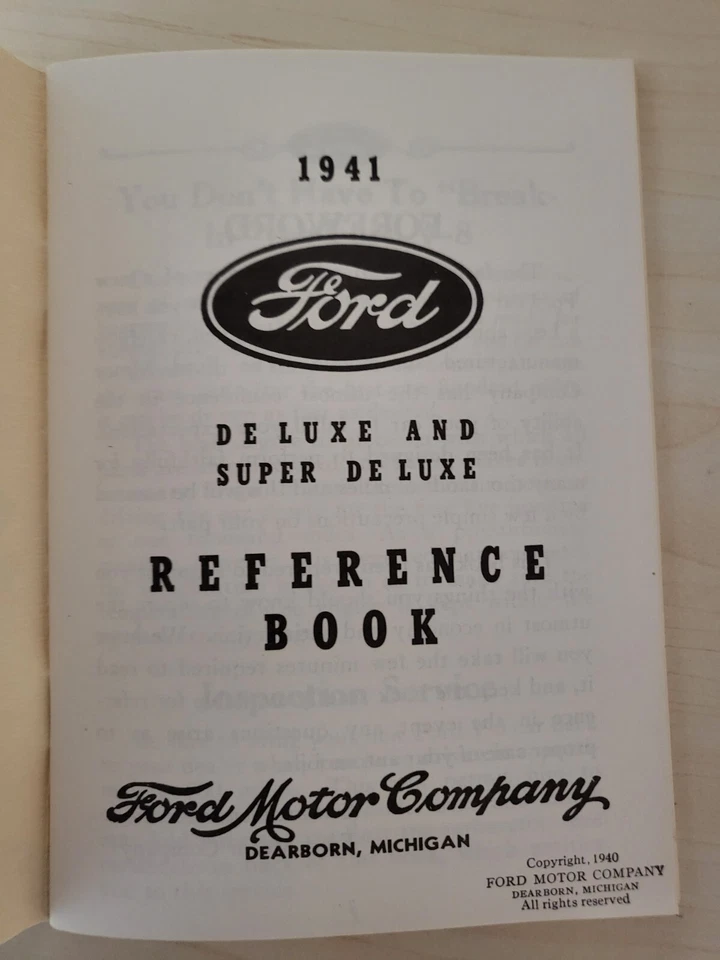 1941
Ford
DE LUXE AND
SUPER DE LUXE
REFERENCE
BOOK
Ford Motor Company
DEARBORN, MICHIGAN
Copyright, 1940
FORD MOTOR COMPANY
DEARBORN, MICHIGAN
All rights reserved